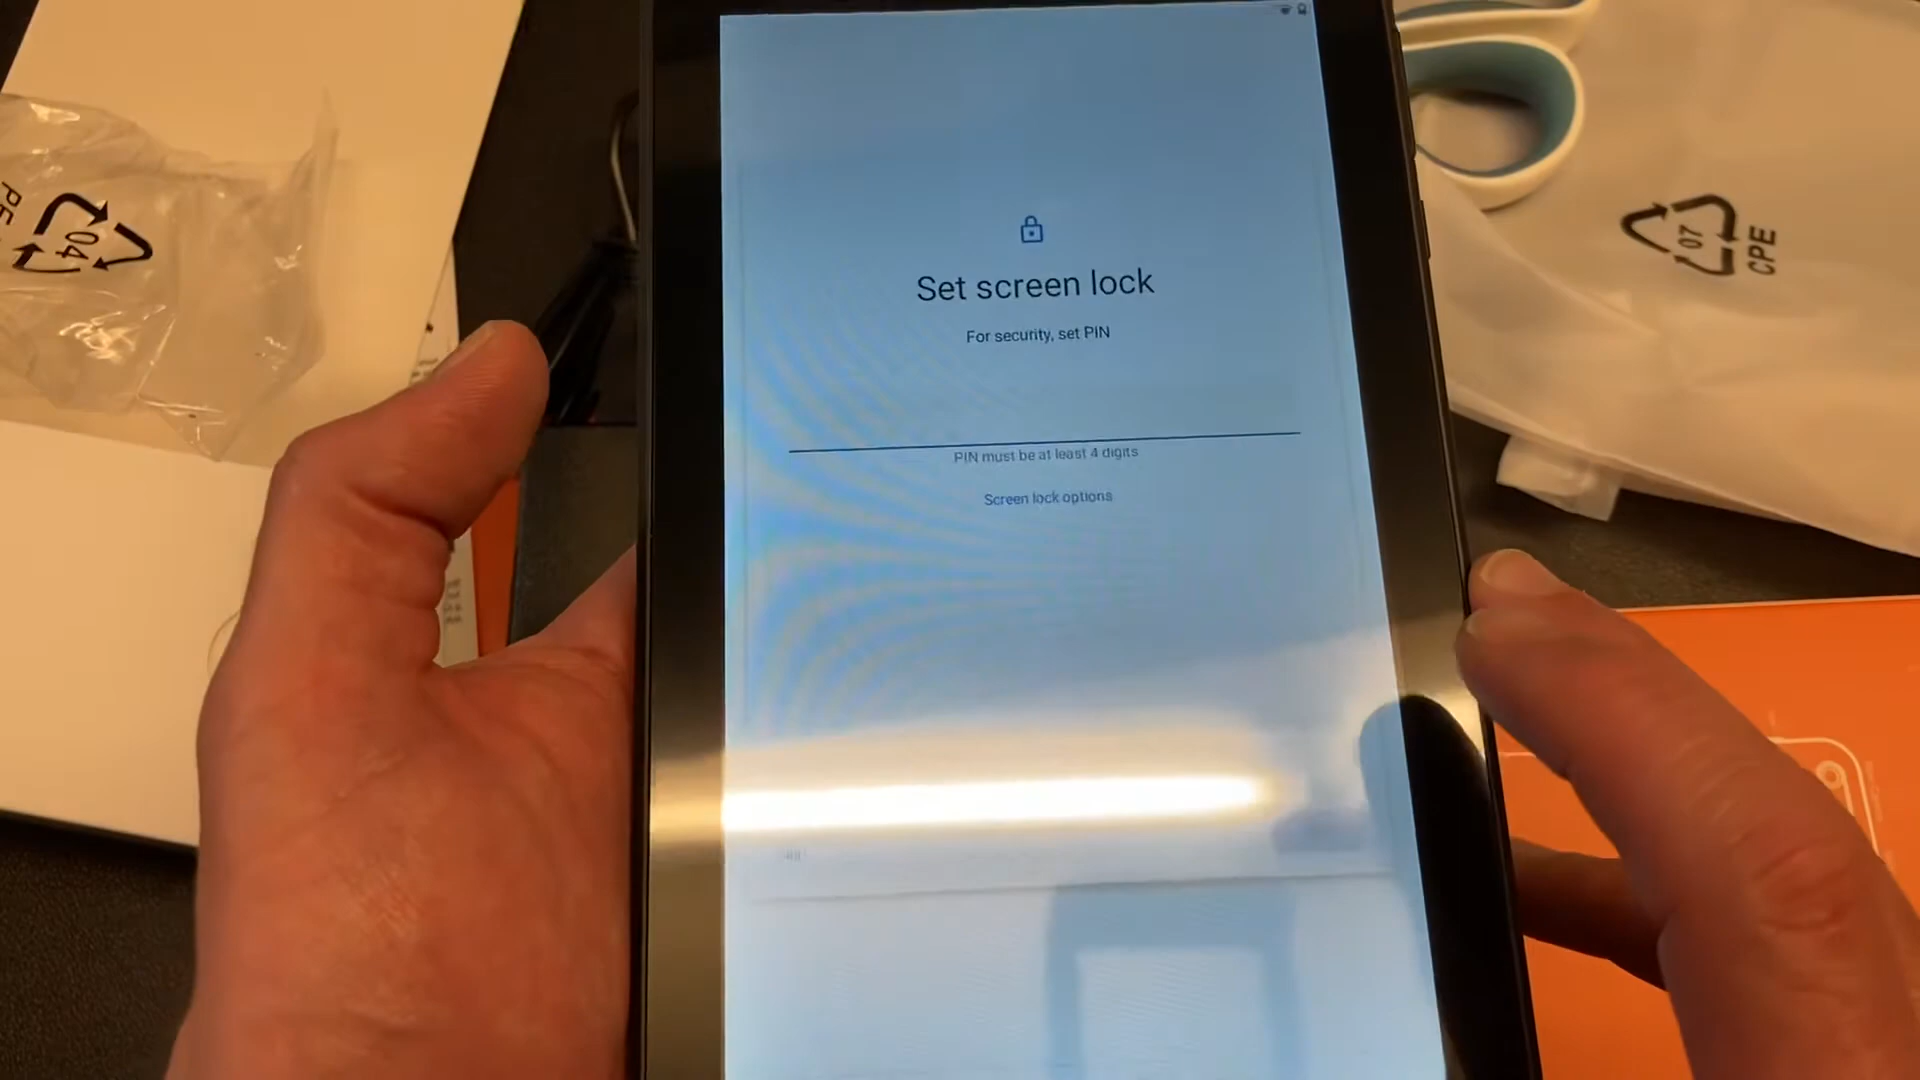 Set screen lock
For security, set PIN
PIN must be at least 4 digits
Screen lock options
04
07
CPE